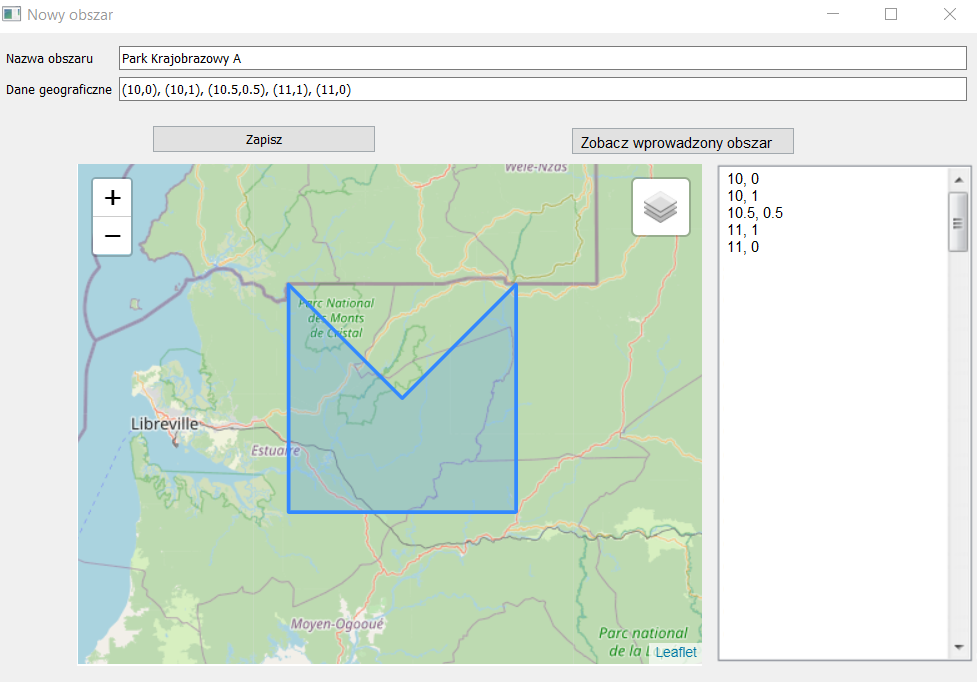 Nowy obszar
Nazwa obszaru
Park Krajobrazowy A
Dane geograficzne
(10,0), (10,1), (10.5,0.5), (11,1), (11,0)
Zapisz
Zobacz wprowadzony obszar
+
−
Wele-Nzas
Parc National
des Monts
de Cristal
Libreville
Estuaire
Moyen-Ogooué
Parc national
de la L
Leaflet
10, 0
10, 1
10.5, 0.5
11, 1
11, 0